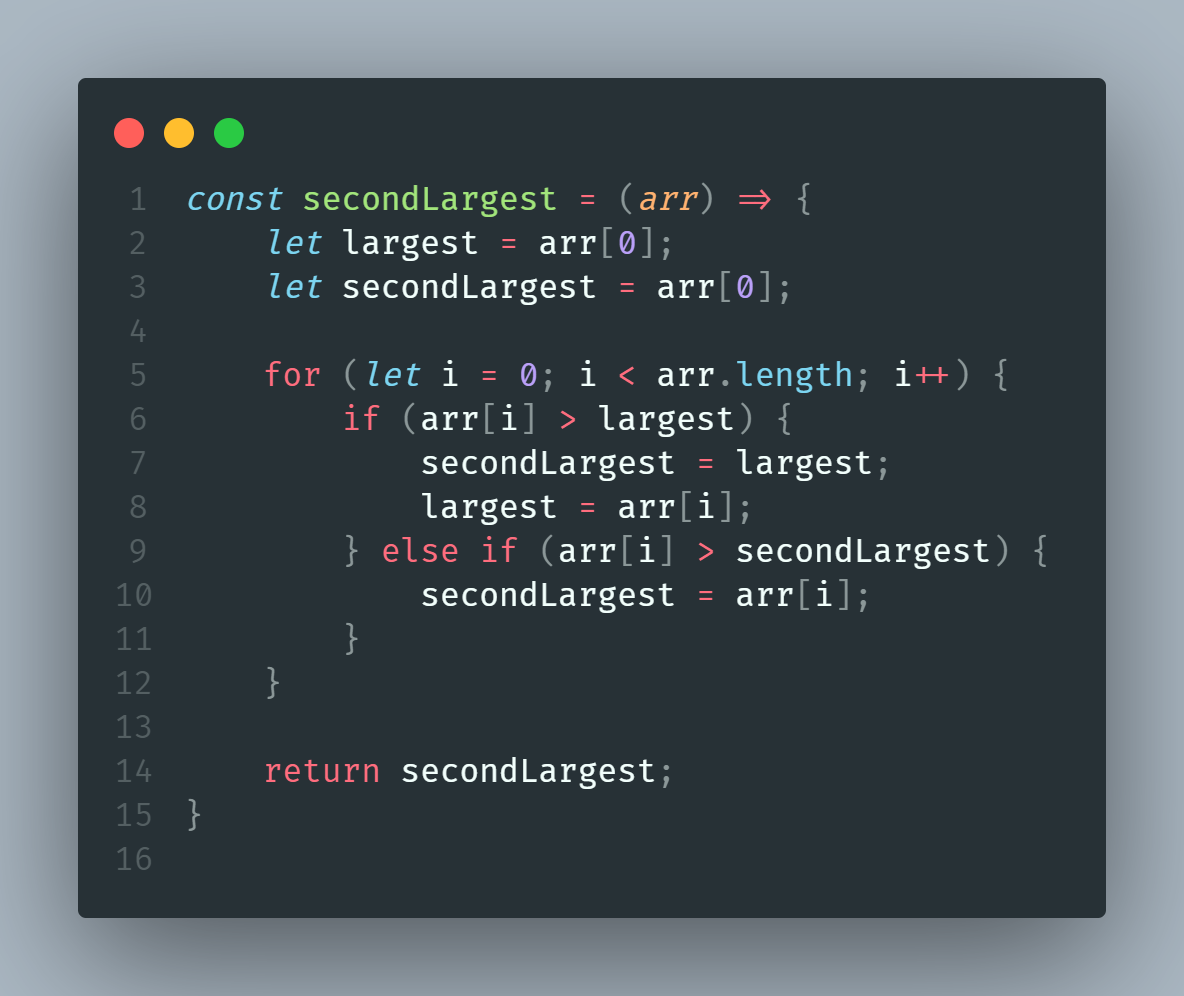 1 const secondLargest = (arr) => {
2     let largest = arr[0];
3     let secondLargest = arr[0];
4
5     for (let i = 0; i < arr.length; i++) {
6         if (arr[i] > largest) {
7             secondLargest = largest;
8             largest = arr[i];
9         } else if (arr[i] > secondLargest) {
10             secondLargest = arr[i];
11         }
12     }
13
14     return secondLargest;
15 }
16